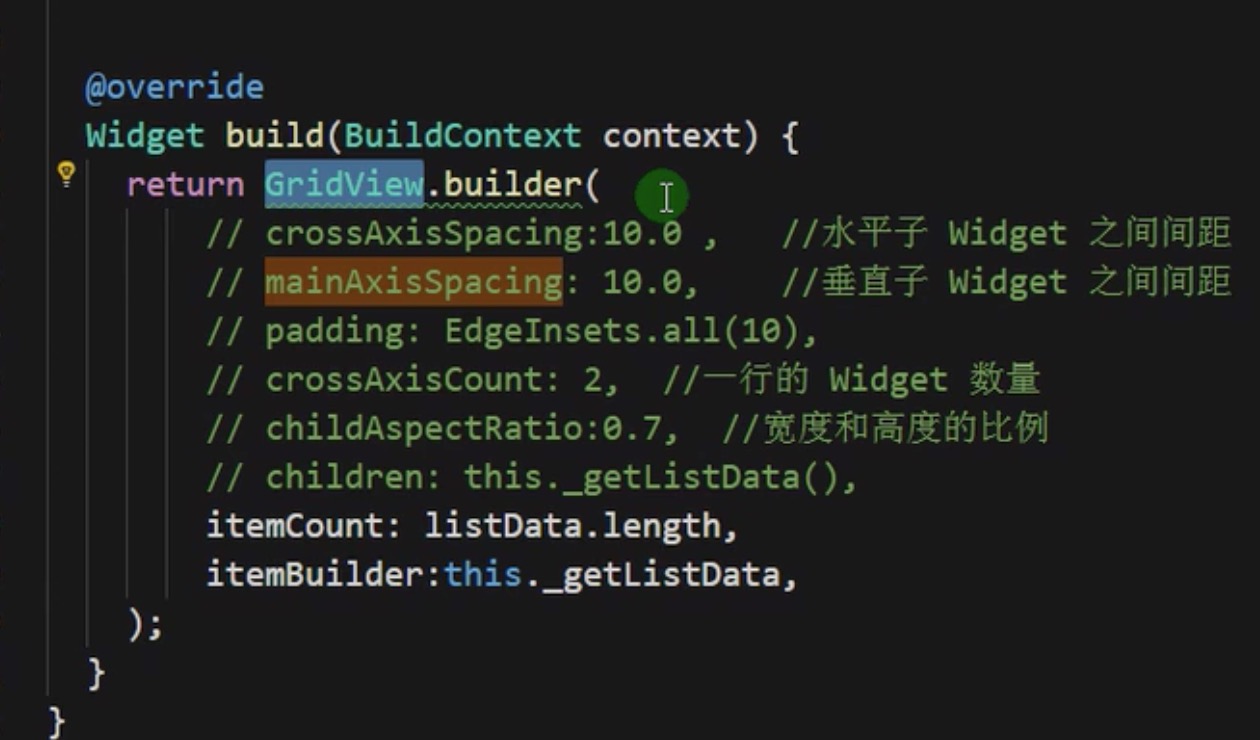 @override
Widget build(BuildContext context) {
return GridView.builder(
// crossAxisSpacing:10.0 , //水平子 Widget 之间间距
// mainAxisSpacing: 10.0, //垂直子 Widget 之间间距
// padding: EdgeInsets.all(10),
// crossAxisCount: 2, //一行的 Widget 数量
// childAspectRatio:0.7, //宽度和高度的比例
// children: this._getListData(),
itemCount: listData.length,
itemBuilder:this._getListData,
);
}
}